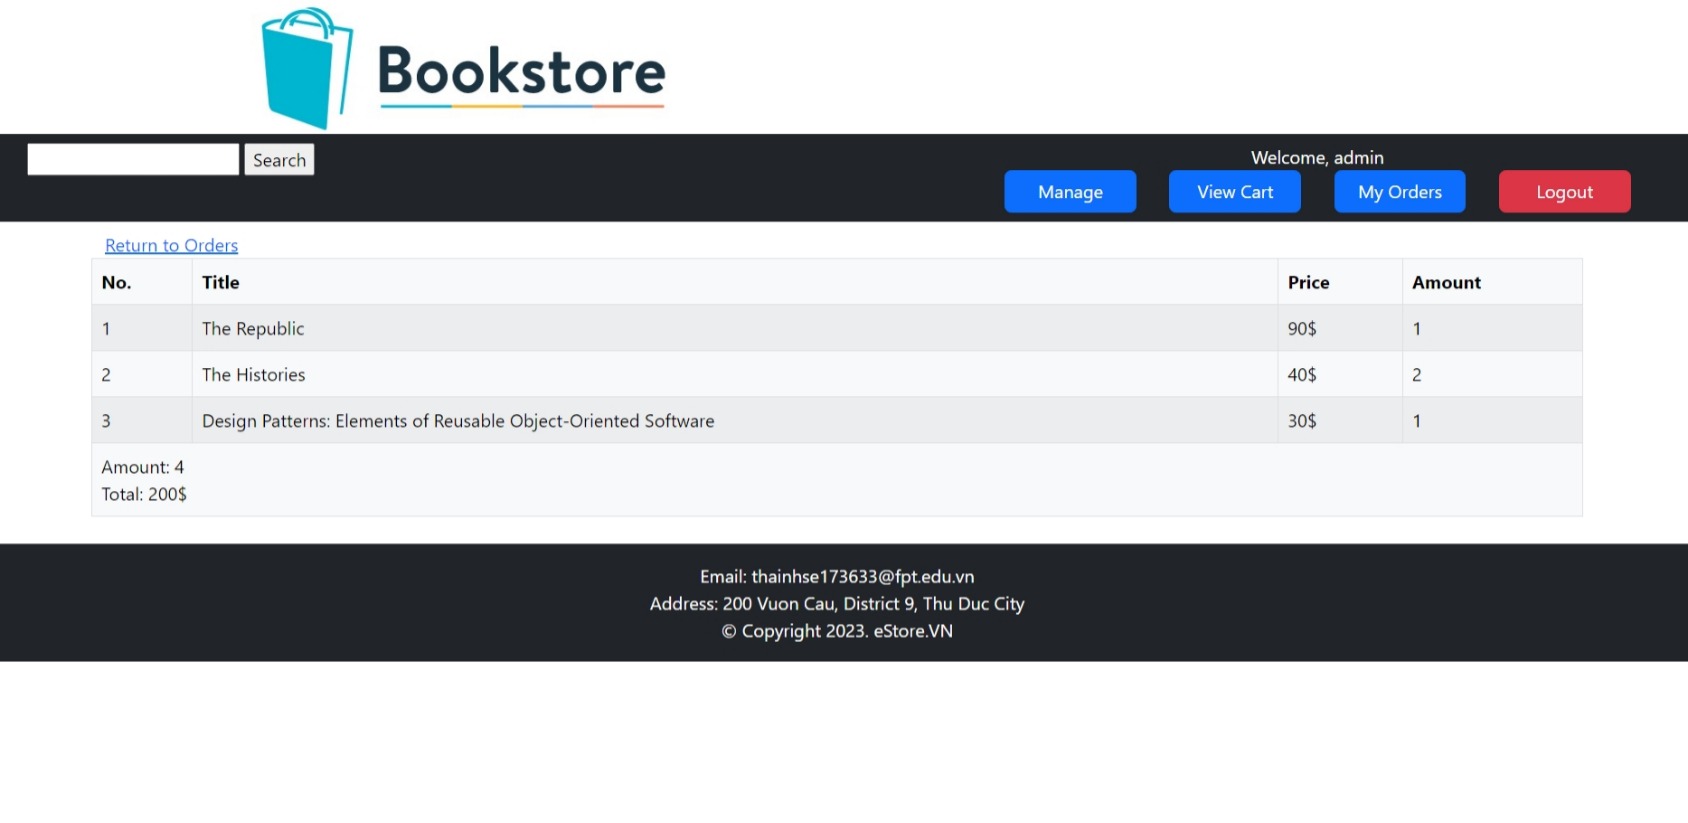 Bookstore
Search
Welcome, admin
Manage View Cart My Orders Logout
Return to Orders
No. Title Price Amount
1 The Republic 90$ 1
2 The Histories 40$ 2
3 Design Patterns: Elements of Reusable Object-Oriented Software 30$ 1
Amount: 4
Total: 200$
Email: thainhse173633@fpt.edu.vn
Address: 200 Vuon Cau, District 9, Thu Duc City
© Copyright 2023. eStore.VN